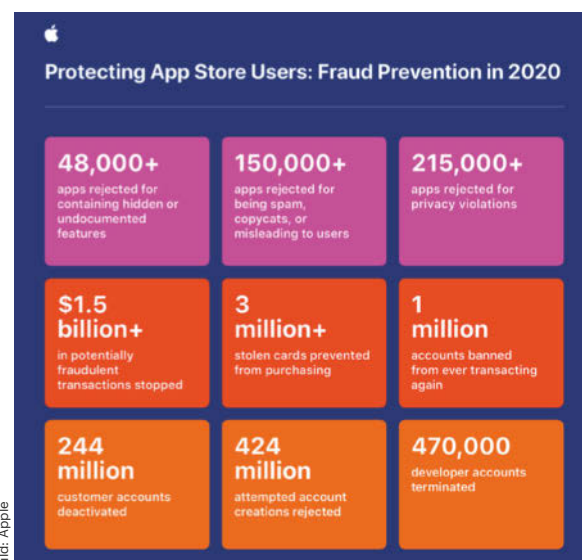 Protecting App Store Users: Fraud Prevention in 2020
48,000+
apps rejected for
containing hidden or
undocumented
features
150,000+
apps rejected for
being spam,
copycats, or
misleading to users
215,000+
apps rejected for
privacy violations
$1.5
billion+
in potentially
fraudulent
transactions stopped
3
million+
stolen cards prevented
from purchasing
1
million
accounts banned
from ever transacting
again
244
million
customer accounts
deactivated
424
million
attempted account
creations rejected
470,000
developer accounts
terminated
Apple